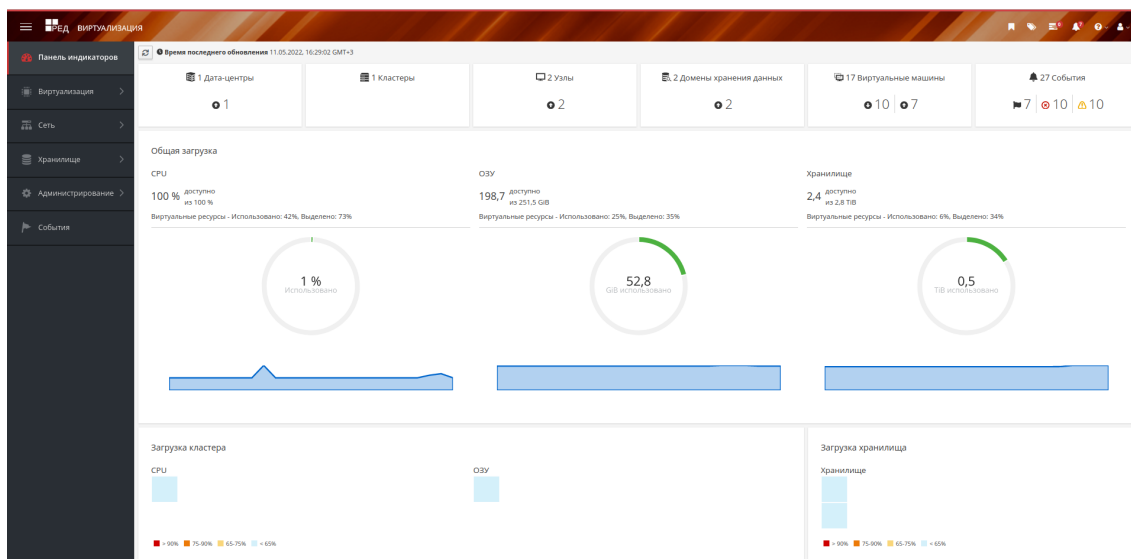 РЕД ВИРТУАЛИЗАЦИЯ
Панель индикаторов
Виртуализация
Сеть
Хранилище
Администрирование
События
Время последнего обновления 11.05.2022, 16:29:02 GMT+3
1 Дата-центры
1
1 Кластеры
2 Узлы
2
2 Домены хранения данных
2
17 Виртуальные машины
10 7
27 События
7 10 10
Общая загрузка
CPU
100 % доступно
из 100 %
Виртуальные ресурсы - Использовано: 42%, Выделено: 73%
1 %
Использовано
ОЗУ
198,7 доступно
из 251,5 GiB
Виртуальные ресурсы - Использовано: 25%, Выделено: 35%
52,8
GiB использовано
Хранилище
2,4 доступно
из 2,8 TiB
Виртуальные ресурсы - Использовано: 6%, Выделено: 34%
0,5
TiB использовано
Загрузка кластера
CPU
ОЗУ
> 90% 75-90% 65-75% < 65%
Загрузка хранилища
Хранилище
> 90% 75-90% 65-75% < 65%